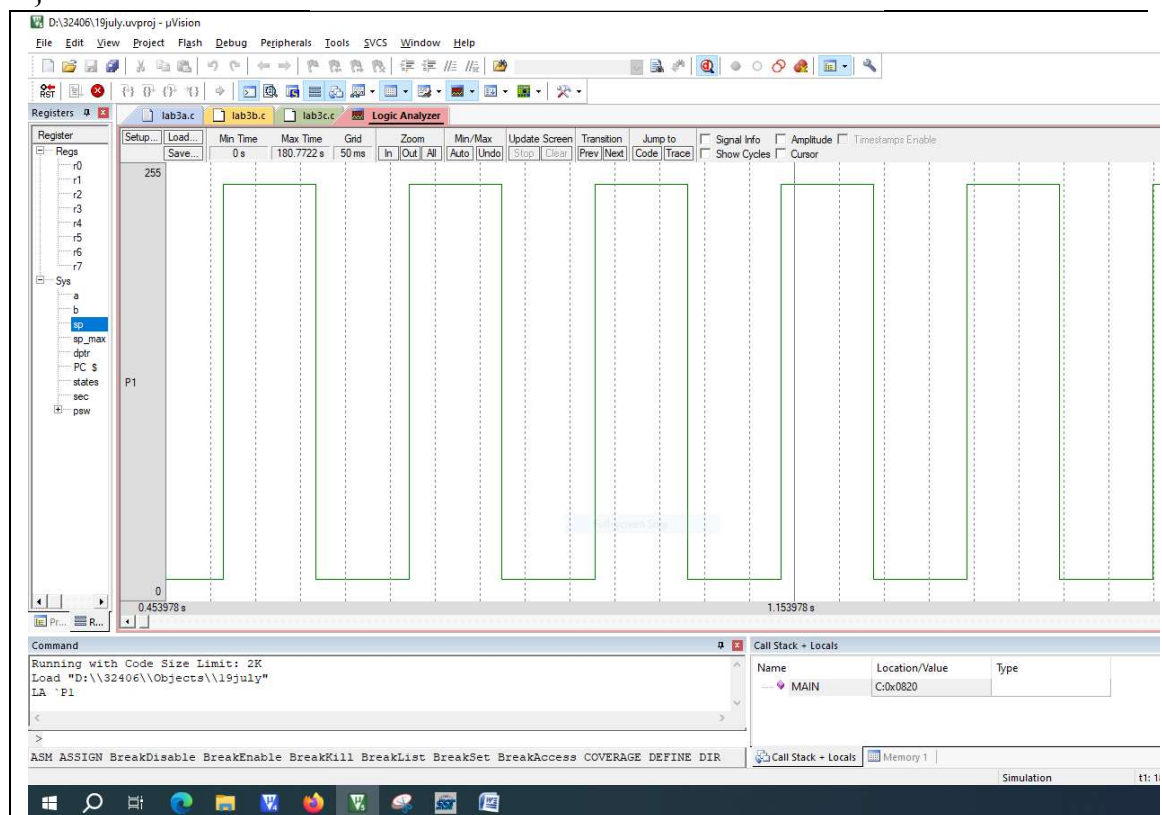 D:\32406\19july.uvproj - µVision
File Edit View Project Flash Debug Peripherals Tools SVCS Window Help
RST
Registers
lab3a.c lab3b.c lab3c.c Logic Analyzer
Register
Regs
r0
r1
r2
r3
r4
r5
r6
r7
Sys
a
b
sp
sp_max
dptr
PC $
states
sec
psw
Pr... R...
Setup... Load... Min Time Max Time Grid Zoom Min/Max Update Screen Transition Jump to Signal Info Amplitude Timestamps Enable
Save... 0 s 180.7722 s 50 ms In Out All Auto Undo Stop Clear Prev Next Code Trace Show Cycles Cursor
255
P1
0
0.453978 s 1.153978 s
Command
Running with Code Size Limit: 2K
Load "D:\\32406\\Objects\\19july"
LA `P1
>
ASM ASSIGN BreakDisable BreakEnable BreakKill BreakList BreakSet BreakAccess COVERAGE DEFINE DIR
Call Stack + Locals
Name Location/Value Type
MAIN C:0x0820
Call Stack + Locals Memory 1
Simulation t1: 18